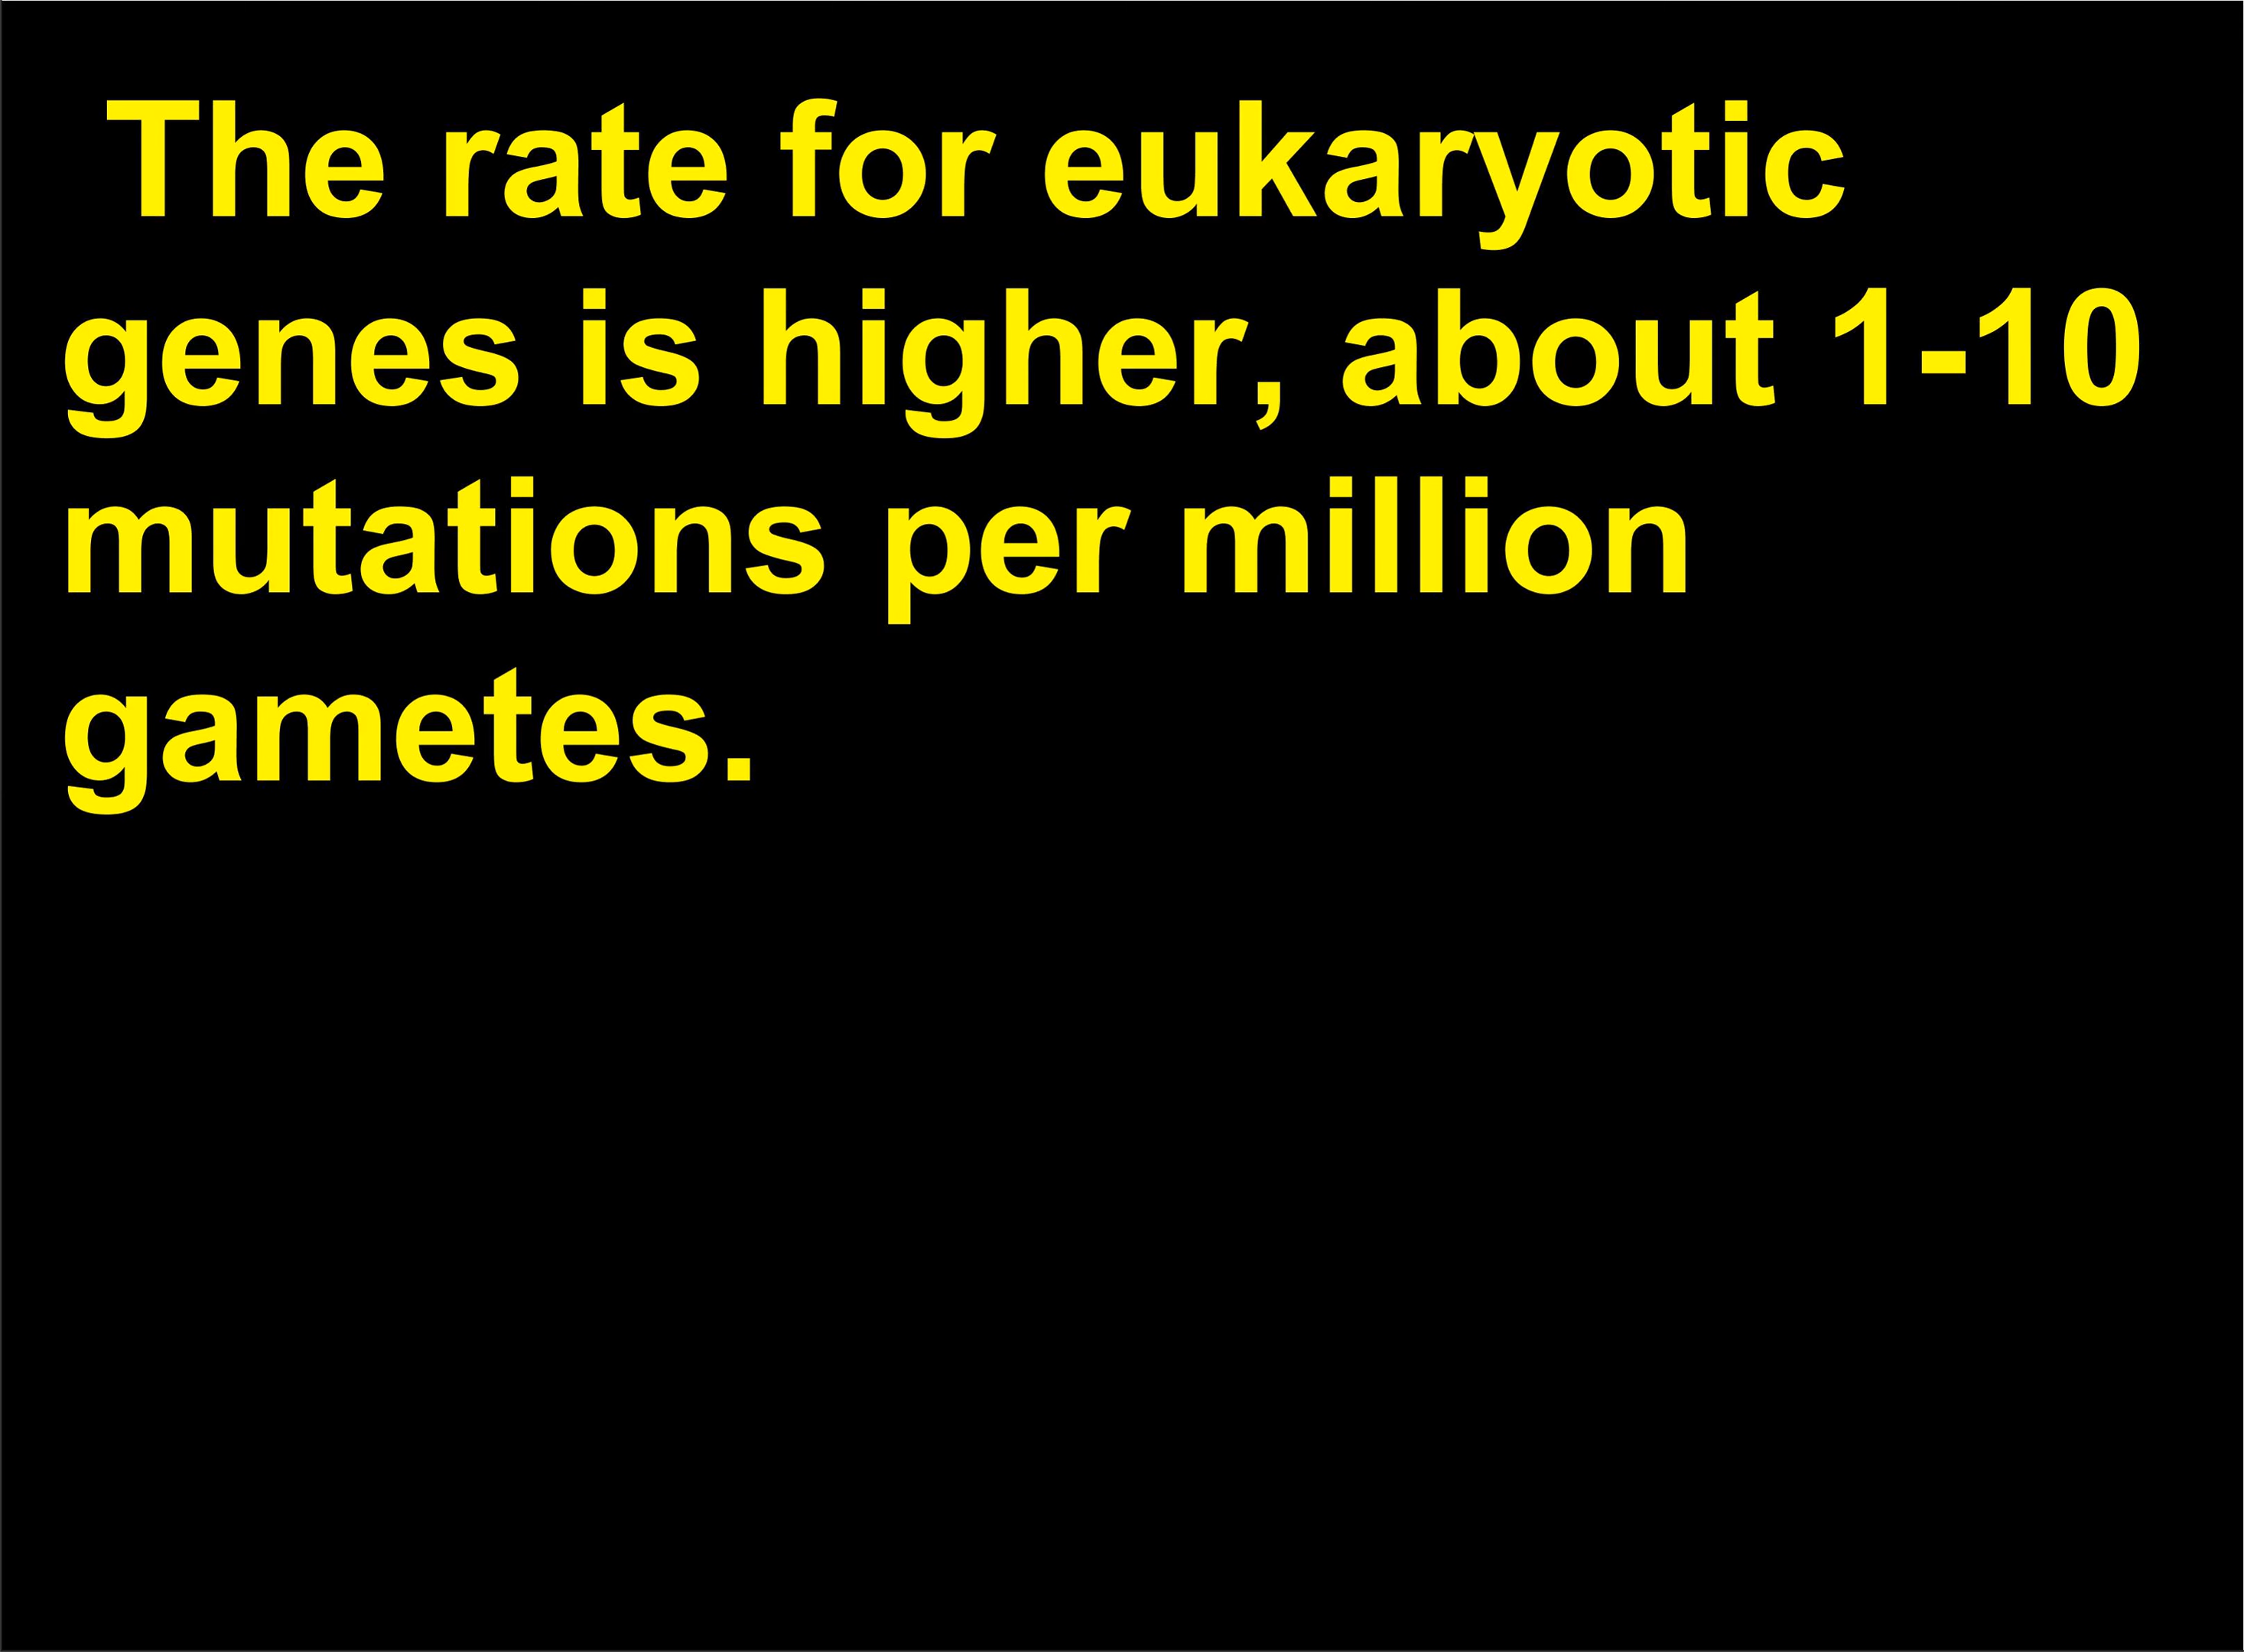 The rate for eukaryotic
genes is higher, about 1-10
mutations per million
gametes.